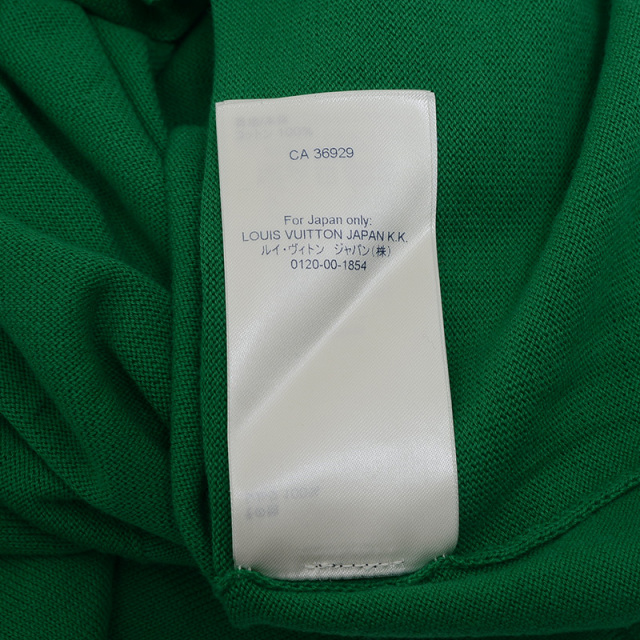 CA 36929
For Japan only:
LOUIS VUITTON JAPAN K.K.
ルイ・ヴィトン ジャパン(株)
0120-00-1854